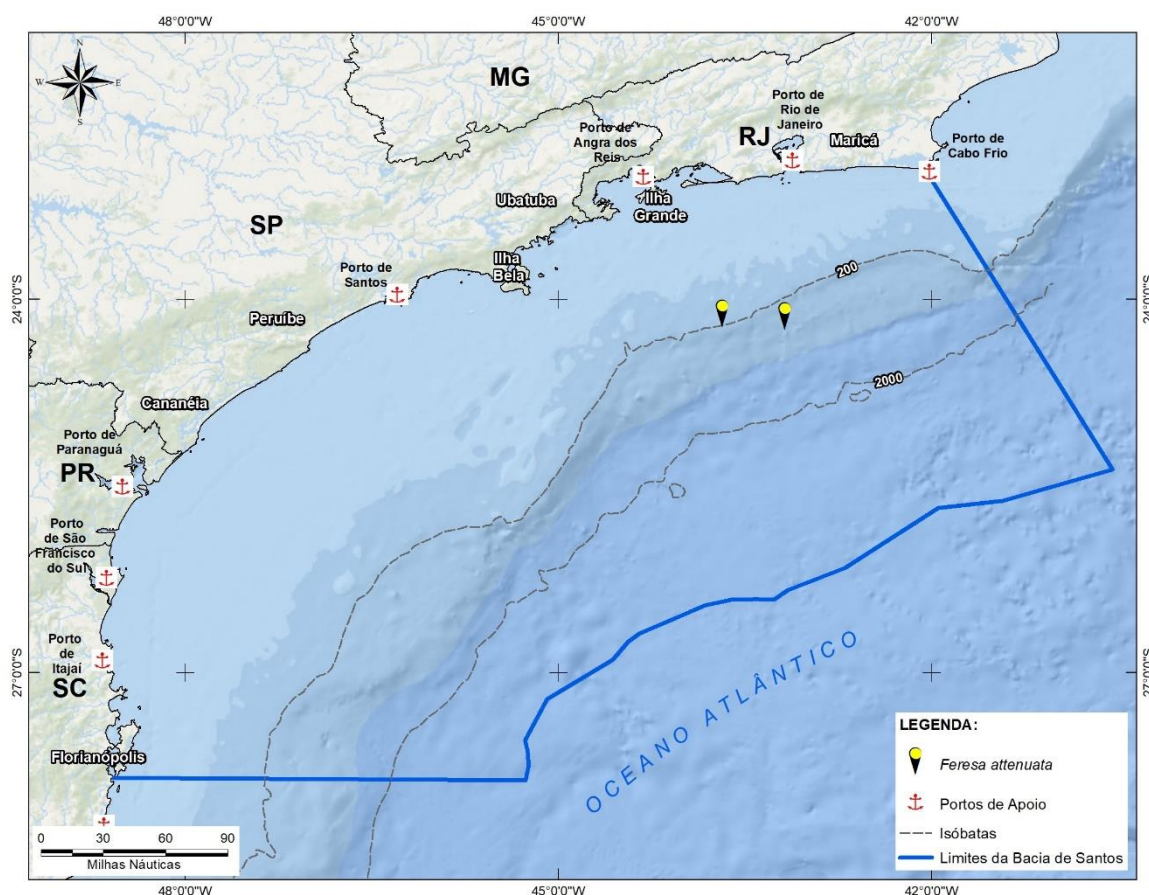 48°0'0"W
45°0'0"W
42°0'0"W
N
W
E
S
MG
Porto de
Rio de
Janeiro
RJ
Maricá
Porto de
Cabo Frio
Porto de
Angra dos
Reis
Ubatuba
Ilha
Grande
SP
Ilha
Bela
Porto de
Santos
200
24°0'0"S
24°0'0"S
Peruíbe
2000
Cananéia
Porto de
Paranaguá
PR
Porto
de São
Francisco
do Sul
Porto
de
Itajaí
SC
27°0'0"S
27°0'0"S
OCEANO ATLÂNTICO
Florianópolis
LEGENDA:
Feresa attenuata
Portos de Apoio
Isóbatas
Limites da Bacia de Santos
0 30 60 90
Milhas Náuticas
48°0'0"W
45°0'0"W
42°0'0"W